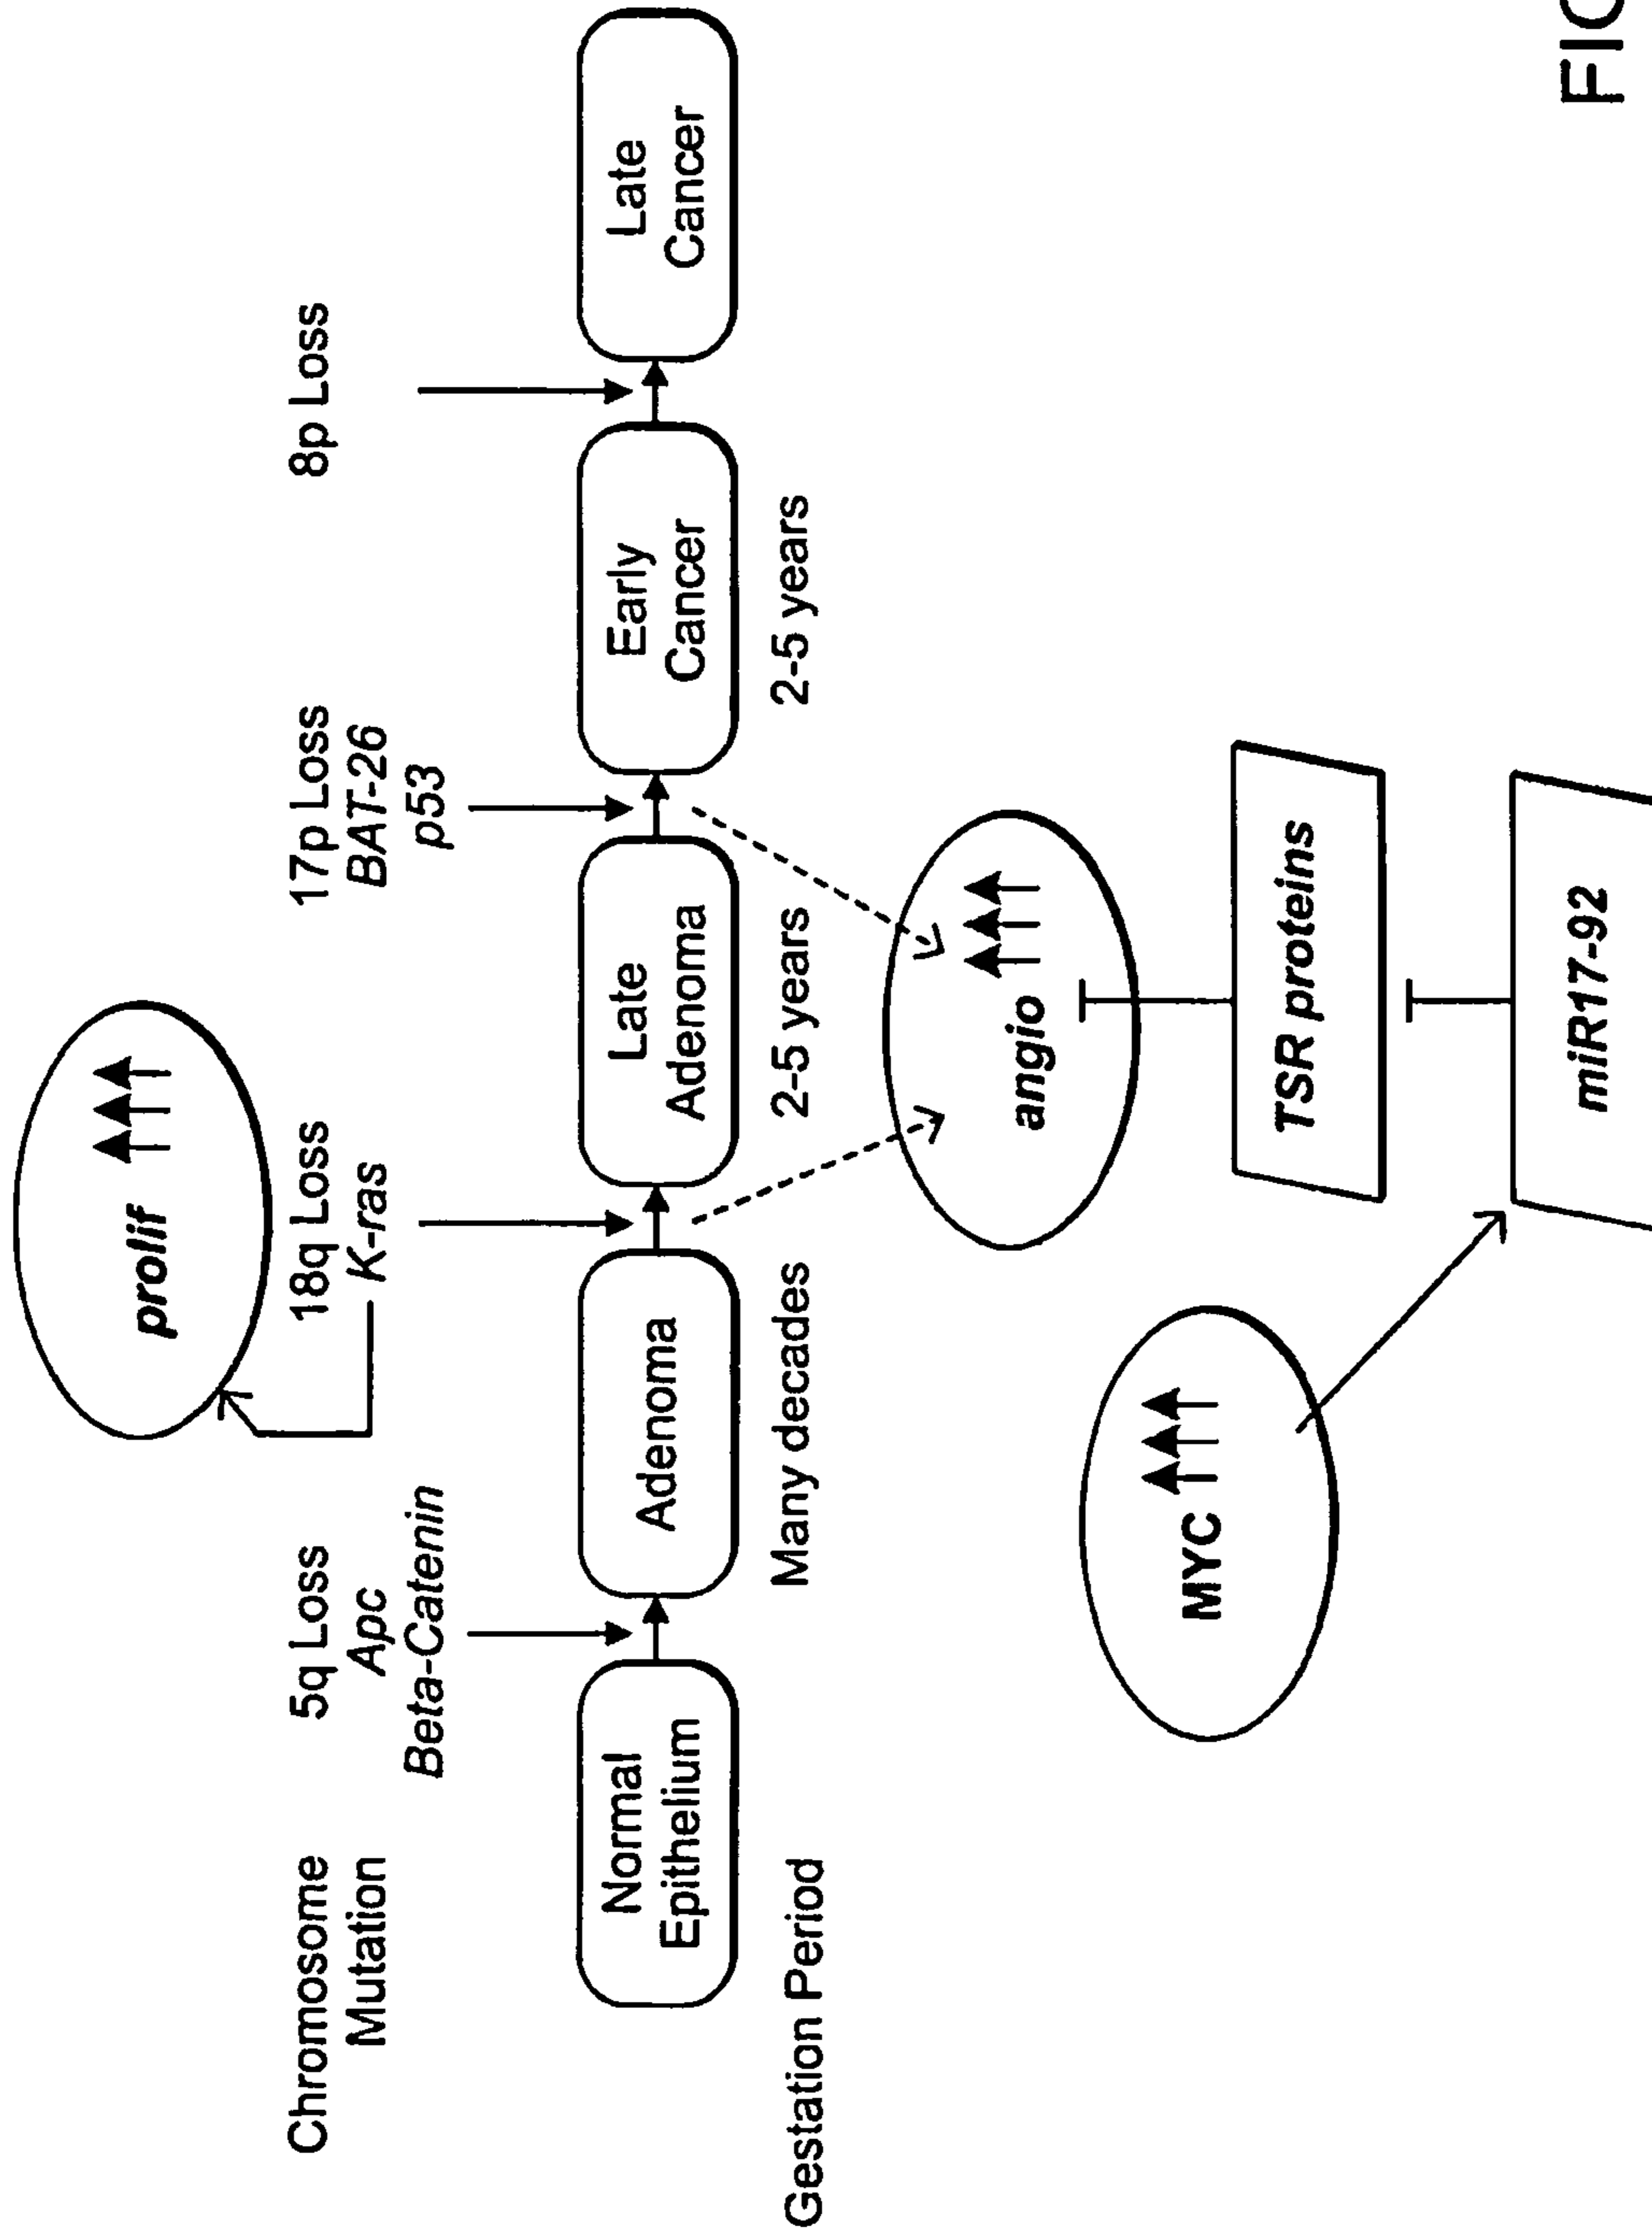 prolif
Chromosome
Mutation
5q Loss
Apc
Beta-Catenin
18q Loss
K-ras
17p Loss
BAT-26
p53
8p Loss
Normal
Epithelium
Adenoma
Late
Adenoma
Early
Cancer
Late
Cancer
Gestation Period
Many decades
2-5 years
2-5 years
angio
MYC
TSR proteins
miR17-92